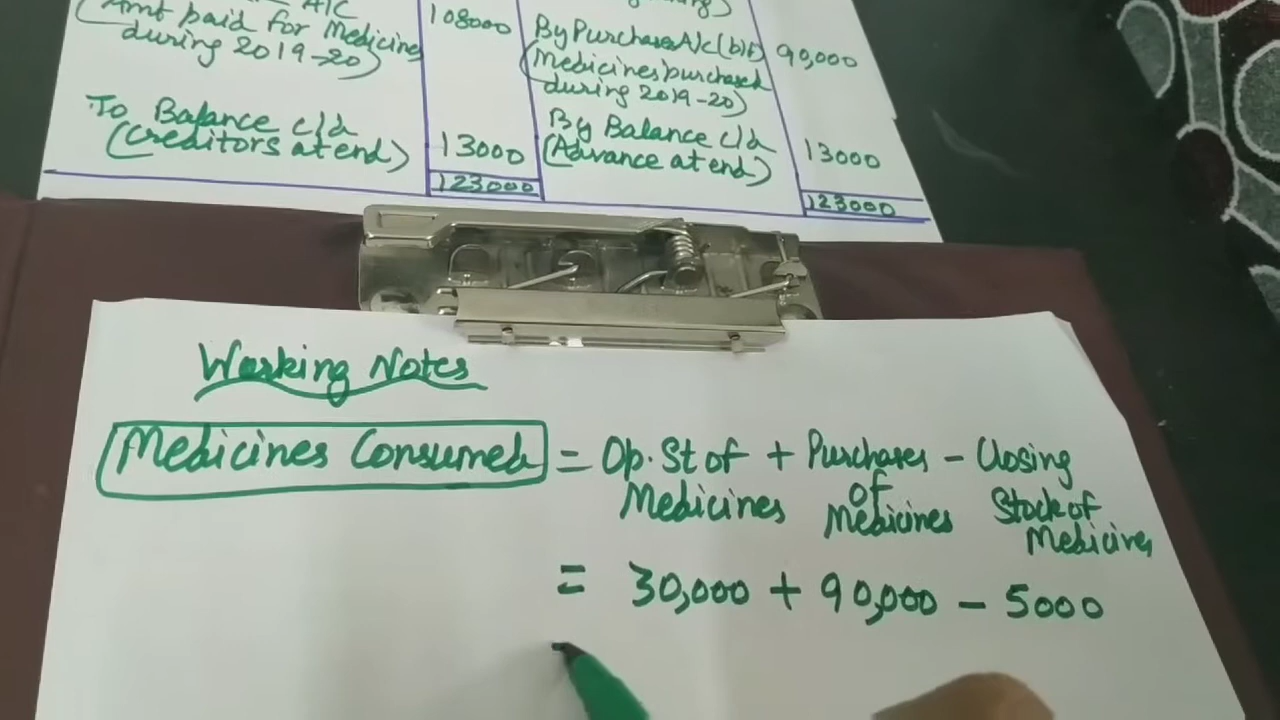 A/C
(Amt paid for Medicines 108000
during 2019-20)
By Purchases A/c (b/f) 90,000
(Medicines purchased
during 2019-20)
To Balance c/d
(Creditors at end) 13000
By Balance c/d
(Advance at end) 13000
123000 123000
Working Notes
Medicines Consumed = Op. St of + Purchases - Closing
Medicines of Stock of
Medicines Medicines
= 30,000 + 90,000 - 5000